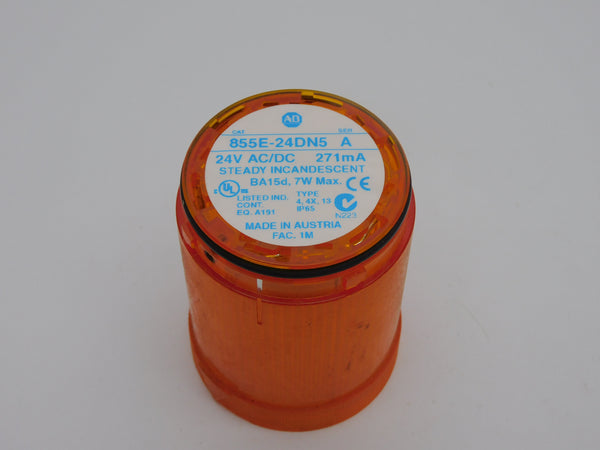 AB
CAT SER
855E-24DN5 A
24V AC/DC 271mA
STEADY INCANDESCENT
BA15d, 7W Max. CE
UL LISTED IND. CONT. EQ. A191
TYPE 4, 4X, 13 IP65
N223
MADE IN AUSTRIA
FAC. 1M